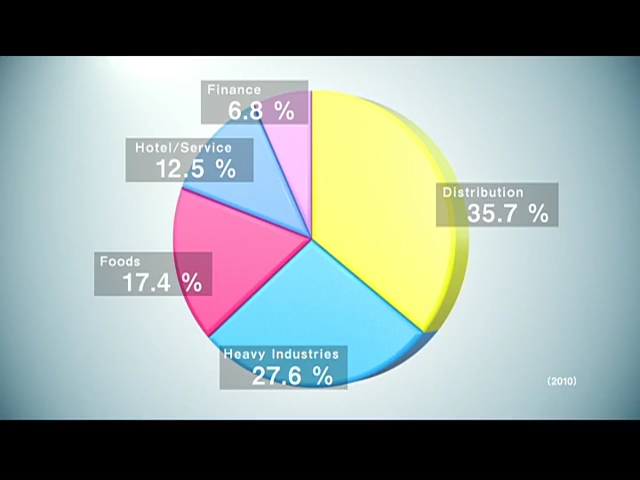 Finance
6.8 %
Hotel/Service
12.5 %
Distribution
35.7 %
Foods
17.4 %
Heavy Industries
27.6 %
(2010)